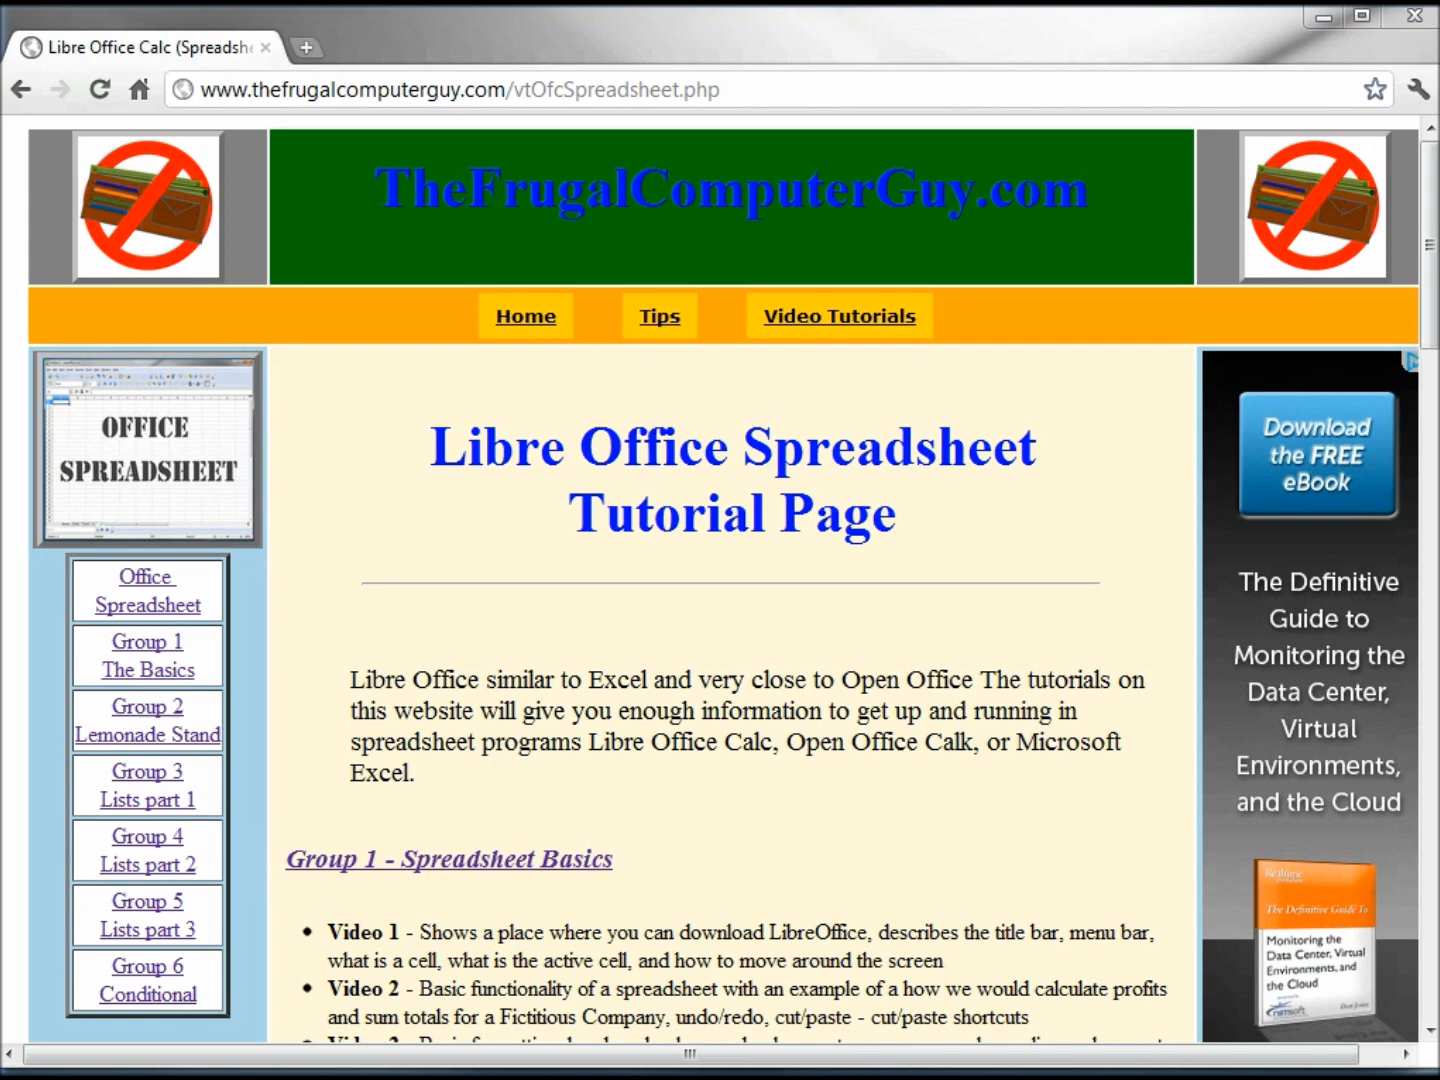 Libre Office Calc (Spreadsh
www.thefrugalcomputerguy.com/vtOfcSpreadsheet.php
TheFrugalComputerGuy.com
Home
Tips
Video Tutorials
OFFICE
SPREADSHEET
Office
Spreadsheet
Group 1
The Basics
Group 2
Lemonade Stand
Group 3
Lists part 1
Group 4
Lists part 2
Group 5
Lists part 3
Group 6
Conditional
Libre Office Spreadsheet
Tutorial Page
Libre Office similar to Excel and very close to Open Office The tutorials on
this website will give you enough information to get up and running in
spreadsheet programs Libre Office Calc, Open Office Calk, or Microsoft
Excel.
Group 1 - Spreadsheet Basics
Video 1 - Shows a place where you can download LibreOffice, describes the title bar, menu bar,
what is a cell, what is the active cell, and how to move around the screen
Video 2 - Basic functionality of a spreadsheet with an example of a how we would calculate profits
and sum totals for a Fictitious Company, undo/redo, cut/paste - cut/paste shortcuts
Download
the FREE
eBook
The Definitive
Guide to
Monitoring the
Data Center,
Virtual
Environments,
and the Cloud
Realtime
The Definitive Guide To
Monitoring the
Data Center, Virtual
Environments, and
the Cloud
nimsoft